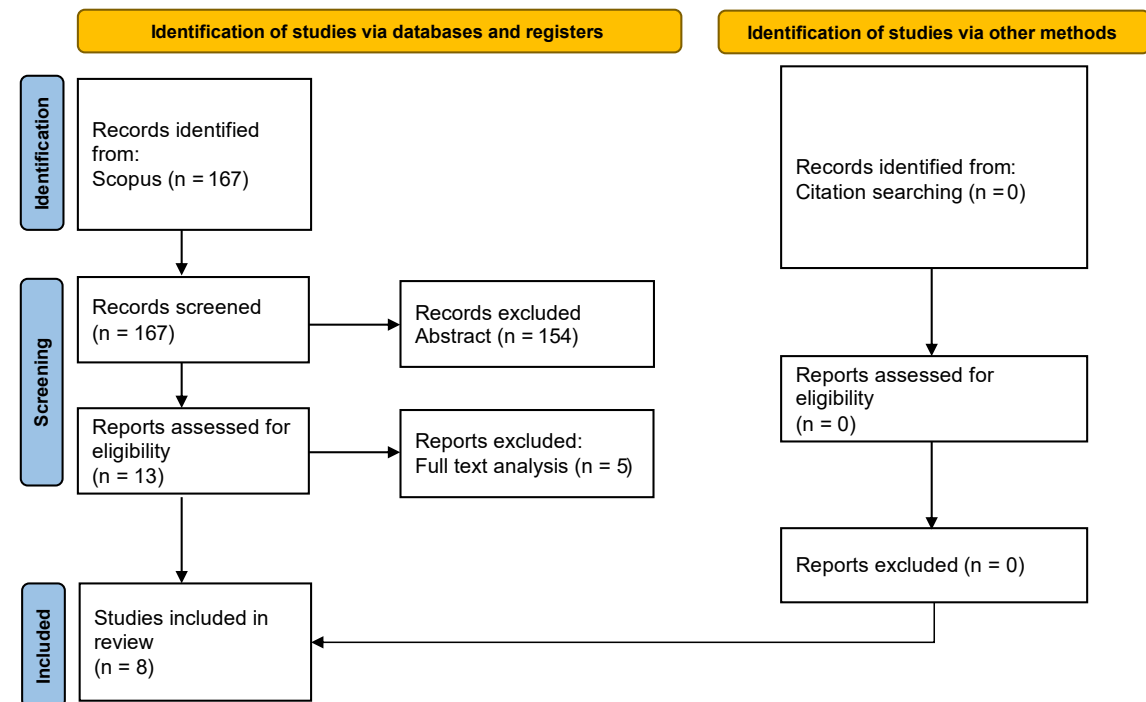 Identification of studies via databases and registers
Identification of studies via other methods
Identification
Records identified
from:
Scopus (n = 167)
Records identified from:
Citation searching (n =0)
Screening
Records screened
(n = 167)
Records excluded
Abstract (n = 154)
Reports assessed for
eligibility
(n = 13)
Reports excluded:
Full text analysis (n = 5)
Reports assessed for
eligibility
(n = 0)
Reports excluded (n = 0)
Included
Studies included in
review
(n = 8)